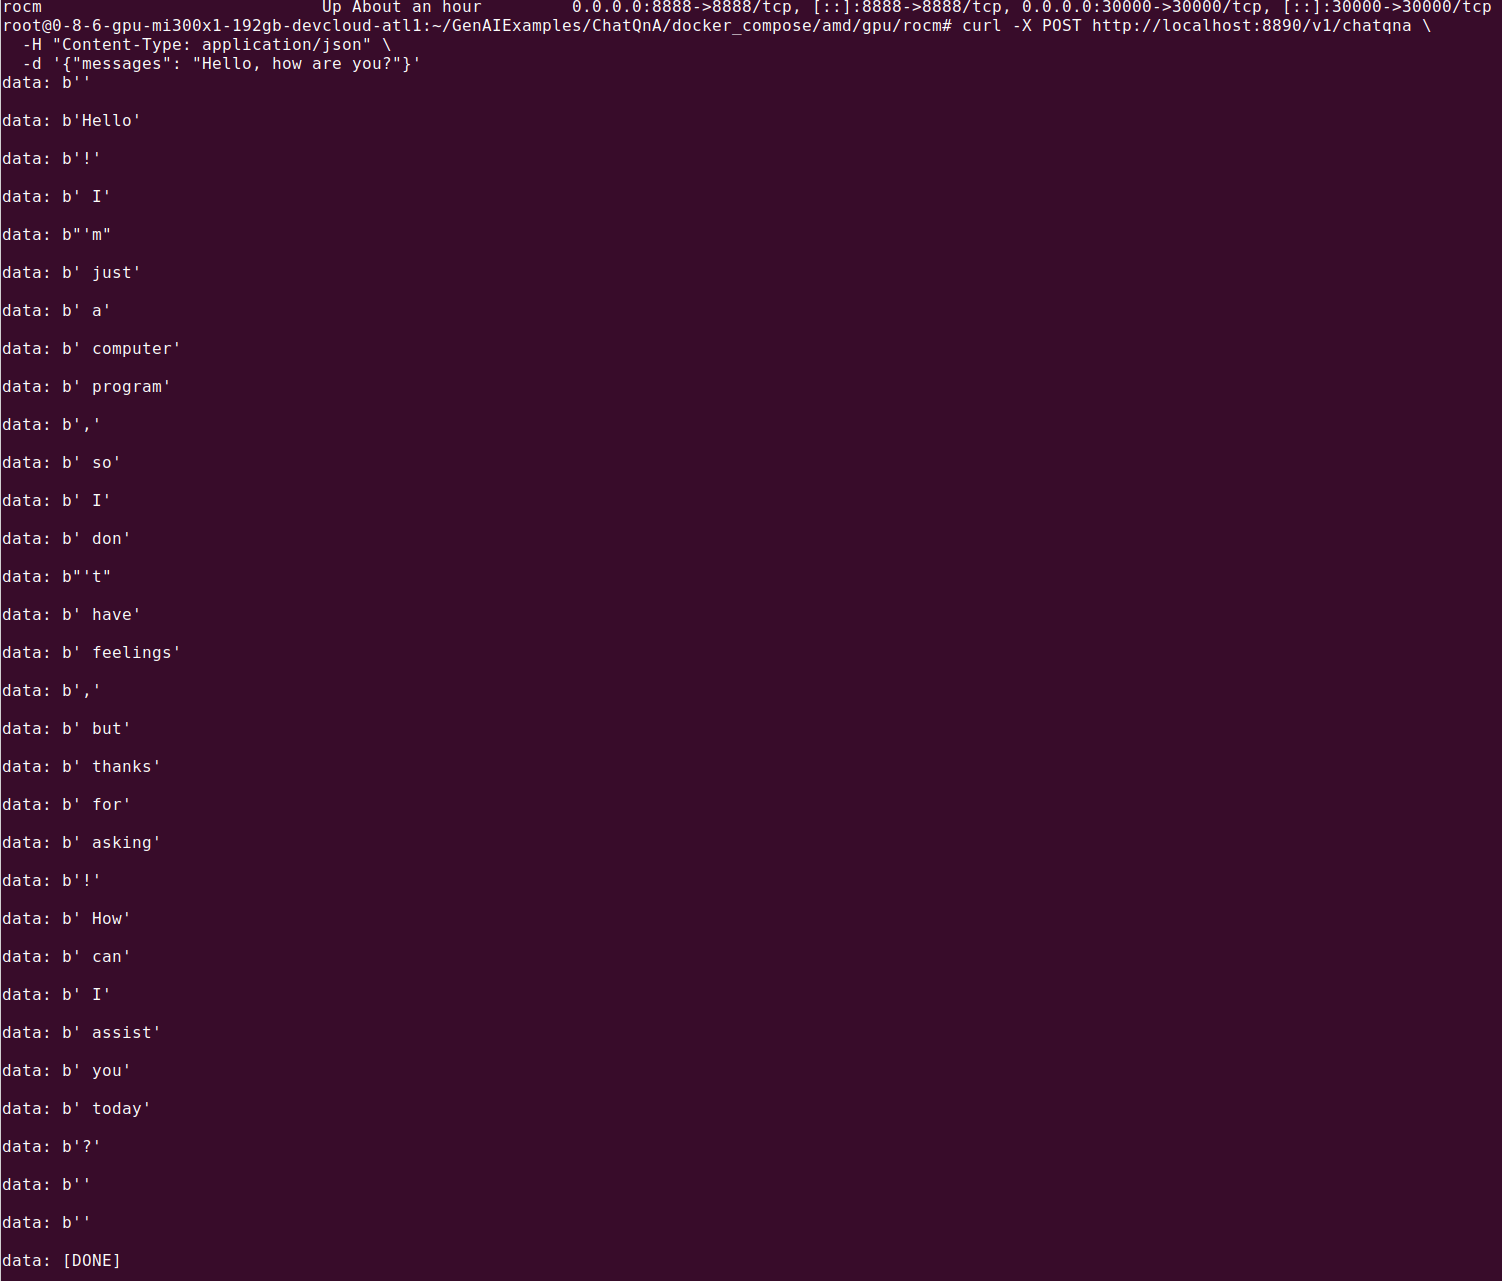 rocm                            Up About an hour         0.0.0.0:8888->8888/tcp, [::]:8888->8888/tcp, 0.0.0.0:30000->30000/tcp, [::]:30000->30000/tcp
root@0-8-6-gpu-mi300x1-192gb-devcloud-atl1:~/GenAIExamples/ChatQnA/docker_compose/amd/gpu/rocm# curl -X POST http://localhost:8890/v1/chatqna \
  -H "Content-Type: application/json" \
  -d '{"messages": "Hello, how are you?"}'
data: b''
data: b'Hello'
data: b'!'
data: b' I'
data: b"'m"
data: b' just'
data: b' a'
data: b' computer'
data: b' program'
data: b','
data: b' so'
data: b' I'
data: b' don'
data: b"'t"
data: b' have'
data: b' feelings'
data: b','
data: b' but'
data: b' thanks'
data: b' for'
data: b' asking'
data: b'!'
data: b' How'
data: b' can'
data: b' I'
data: b' assist'
data: b' you'
data: b' today'
data: b'?'
data: b''
data: b''
data: [DONE]